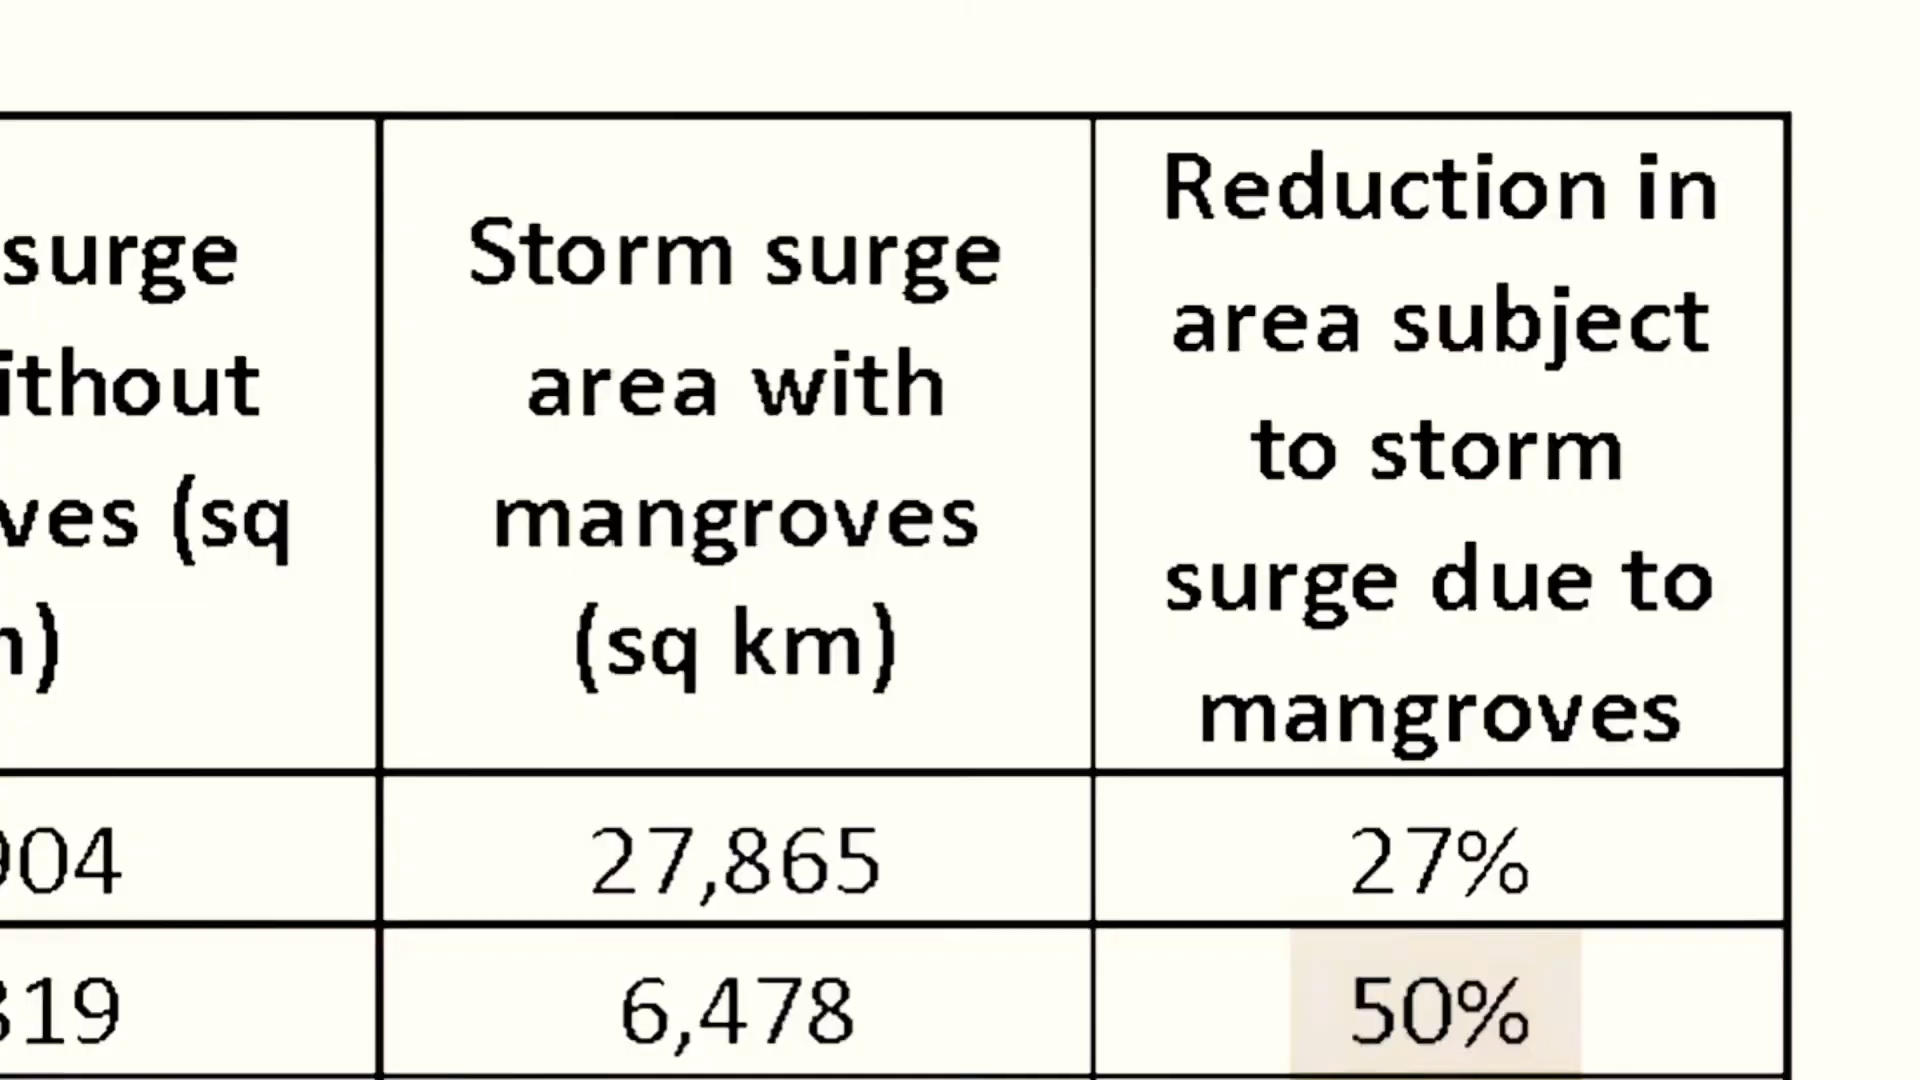 surge
ithout
ves (sq
)
Storm surge
area with
mangroves
(sq km)
Reduction in
area subject
to storm
surge due to
mangroves
904 27,865 27%
319 6,478 50%